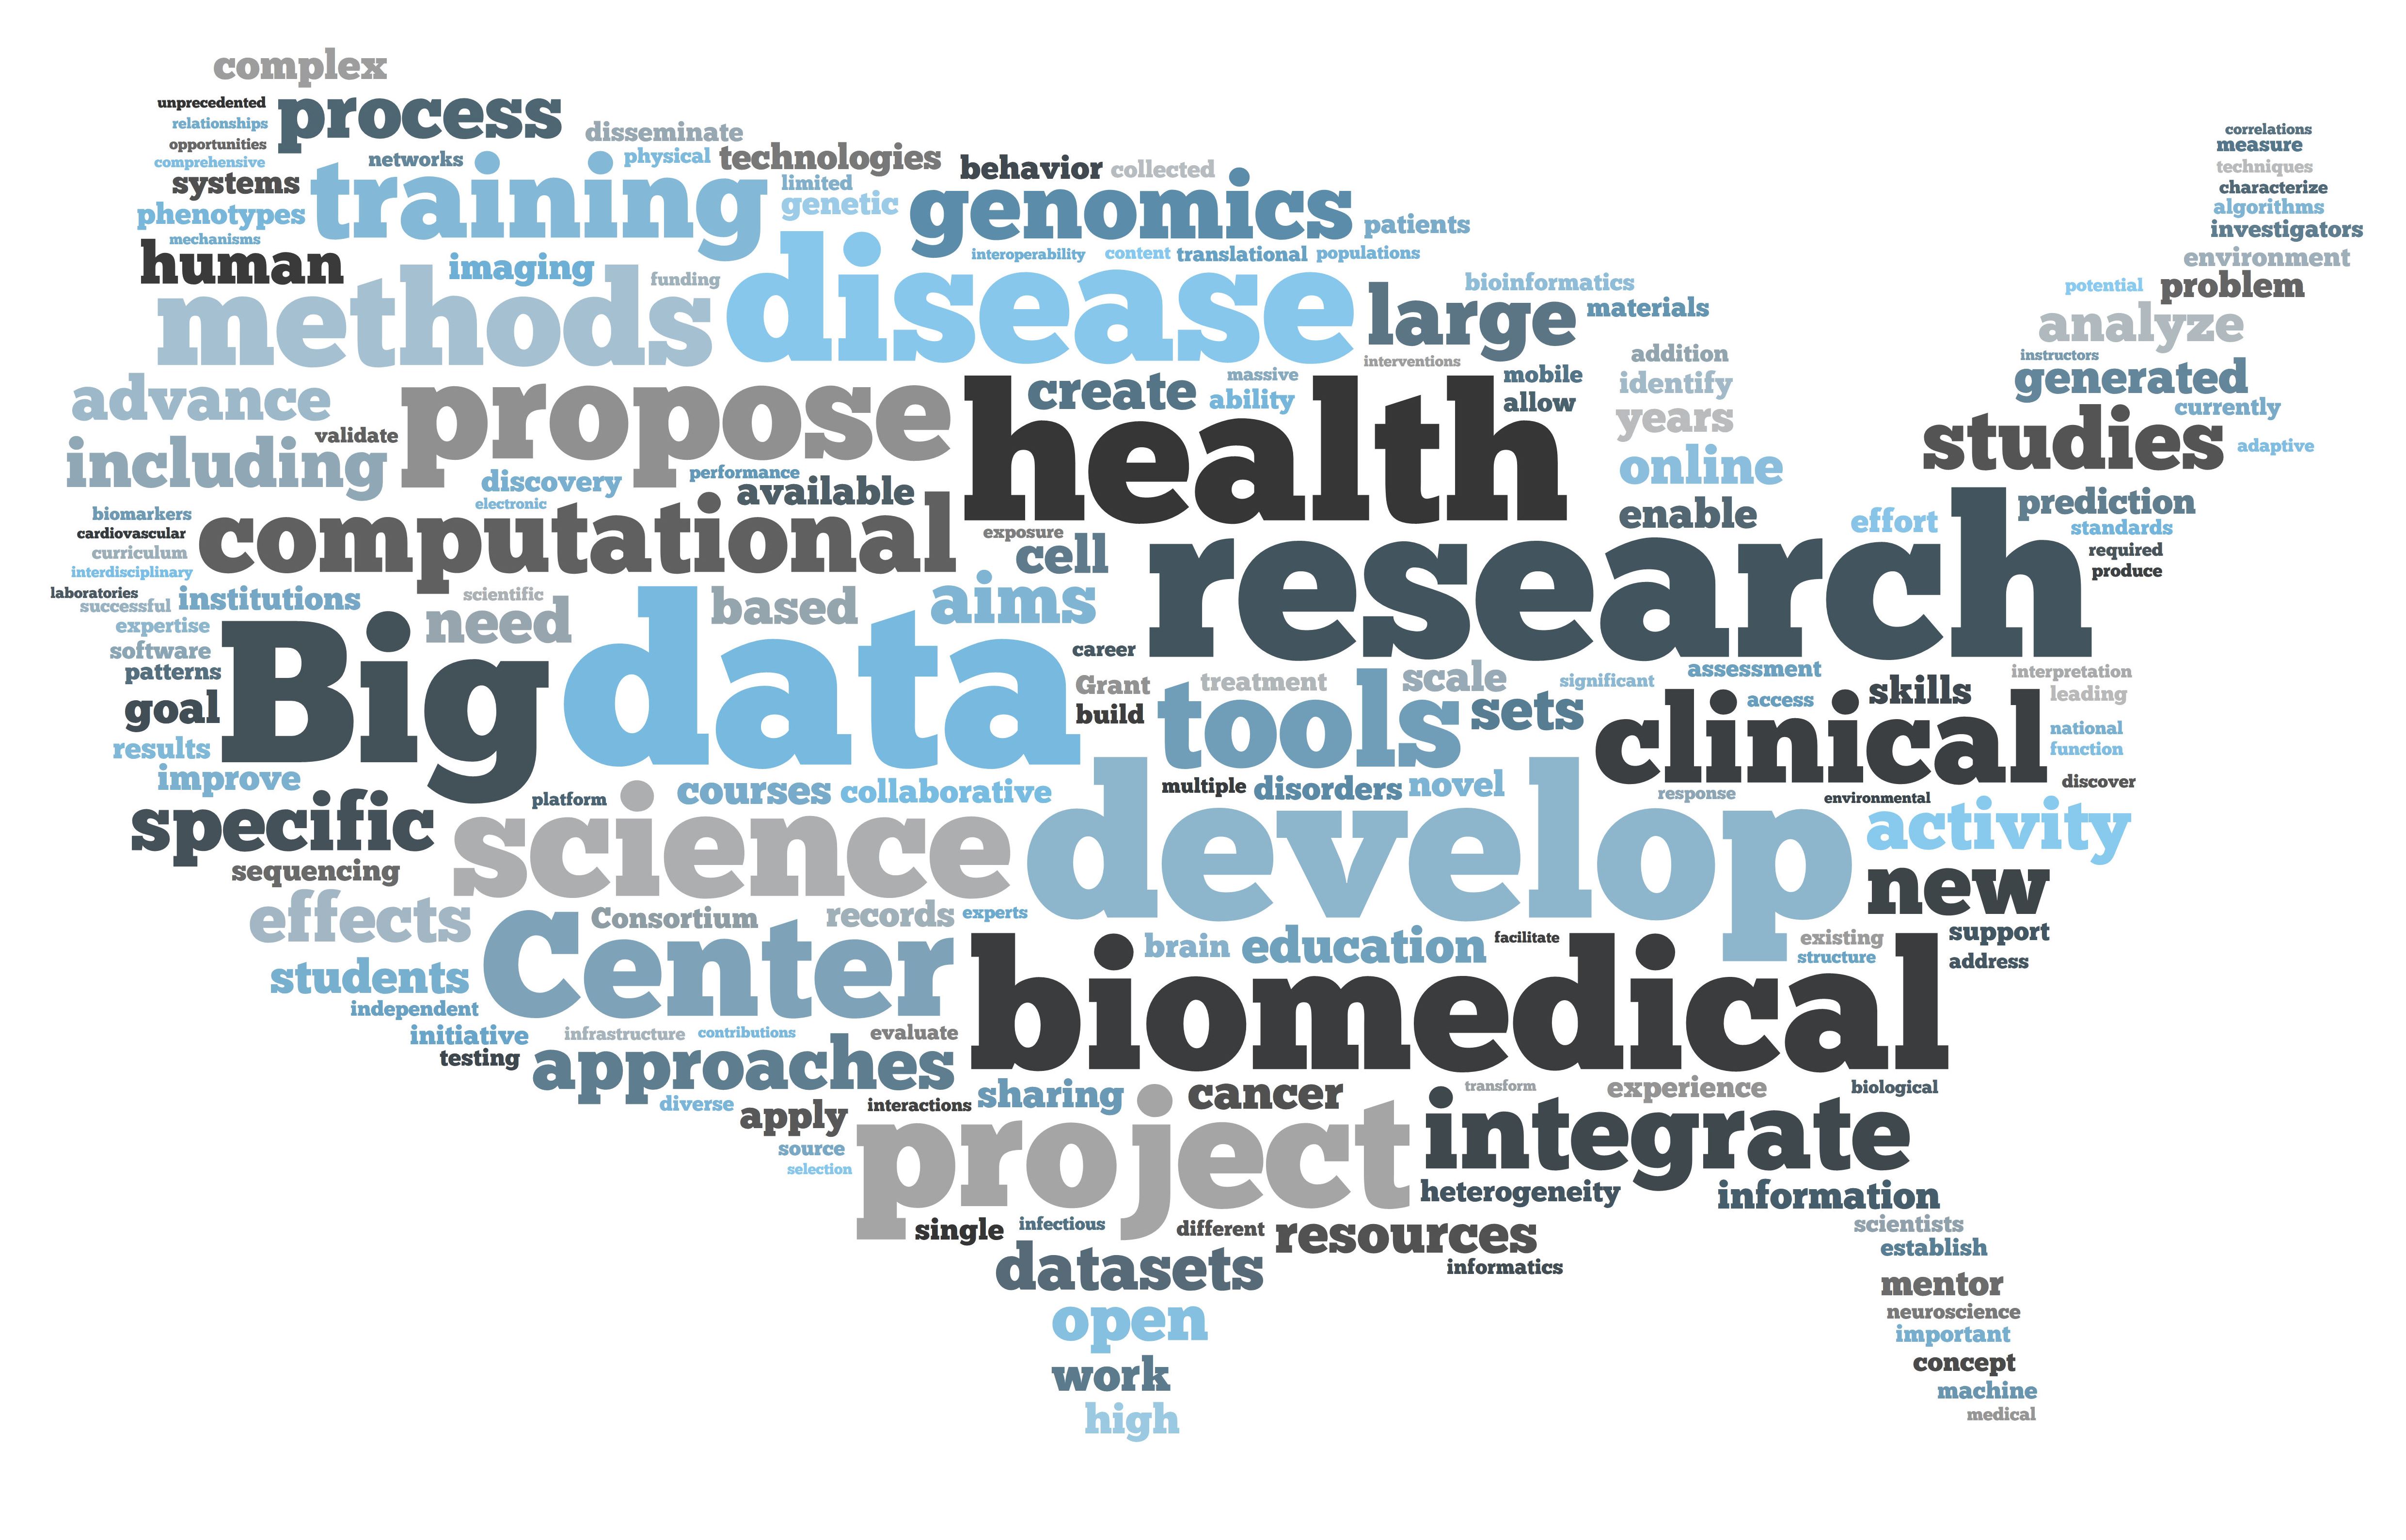 complex
unprecedented
process
relationships
disseminate
opportunities
networks
physical
technologies
comprehensive
behavior
collected
systems
training
limited
genetic
genomics
phenotypes
patients
mechanisms
human
imaging
funding
interoperability
content
translational
populations
methods
disease
large
bioinformatics
materials
interventions
correlations
measure
techniques
characterize
algorithms
investigators
environment
potential
problem
analyze
instructors
generated
currently
studies
adaptive
advance
propose
create
massive
ability
mobile
allow
health
addition
identify
years
online
enable
validate
including
discovery
performance
electronic
available
biomarkers
cardiovascular
curriculum
interdisciplinary
computational
exposure
cell
effort
prediction
standards
required
produce
research
laboratories
successful
institutions
scientific
need
based
aims
expertise
software
patterns
goal
Big
data
career
Grant
build
treatment
scale
tools
sets
significant
assessment
access
skills
clinical
interpretation
leading
national
function
discover
results
improve
specific
platform
courses
collaborative
multiple
disorders
novel
response
environmental
science
develop
activity
new
sequencing
effects
Consortium
records
experts
Center
brain
education
facilitate
existing
structure
support
address
students
independent
biomedical
initiative
testing
infrastructure
contributions
evaluate
approaches
diverse
apply
interactions
sharing
cancer
transform
experience
biological
source
selection
project
integrate
heterogeneity
information
single
infectious
different
resources
informatics
datasets
open
work
high
scientists
establish
mentor
neuroscience
important
concept
machine
medical